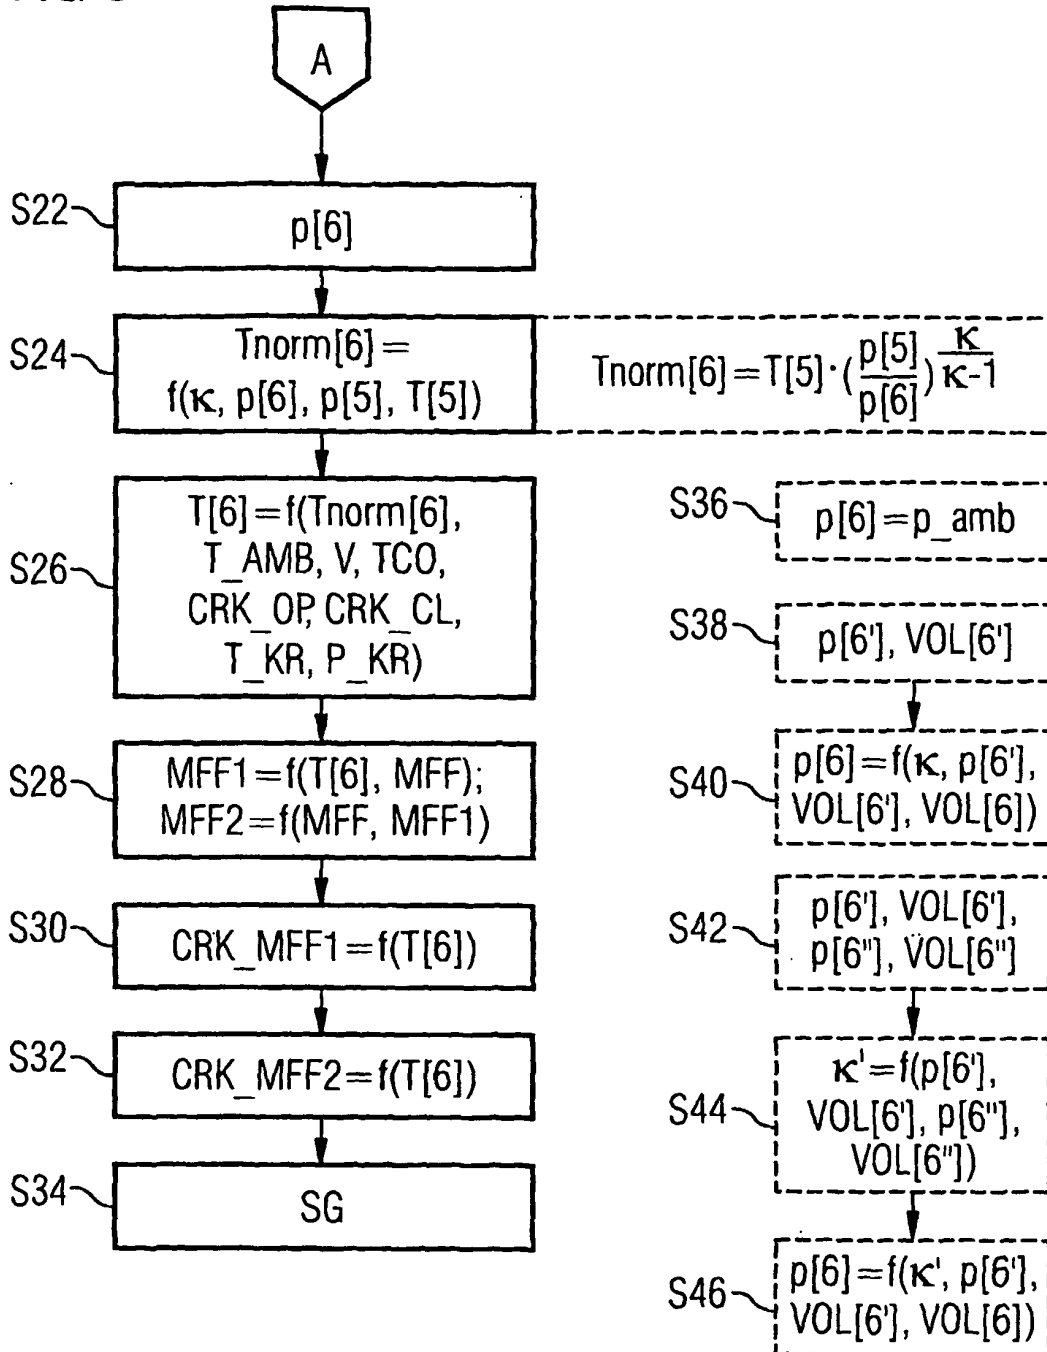 A
S22
p[6]
S24
Tnorm[6] =
f(κ, p[6], p[5], T[5])
Tnorm[6] = T[5]·(p[5]/p[6])^κ/κ-1
S26
T[6]=f(Tnorm[6],
T_AMB, V, TCO,
CRK_OP, CRK_CL,
T_KR, P_KR)
S28
MFF1=f(T[6], MFF);
MFF2=f(MFF, MFF1)
S30
CRK_MFF1=f(T[6])
S32
CRK_MFF2=f(T[6])
S34
SG
S36
p[6]=p_amb
S38
p[6'], VOL[6']
S40
p[6]=f(κ, p[6'],
VOL[6'], VOL[6])
S42
p[6'], VOL[6'],
p[6"], VOL[6"]
S44
κ'=f(p[6'],
VOL[6'], p[6"],
VOL[6"])
S46
p[6]=f(κ', p[6'],
VOL[6'], VOL[6])